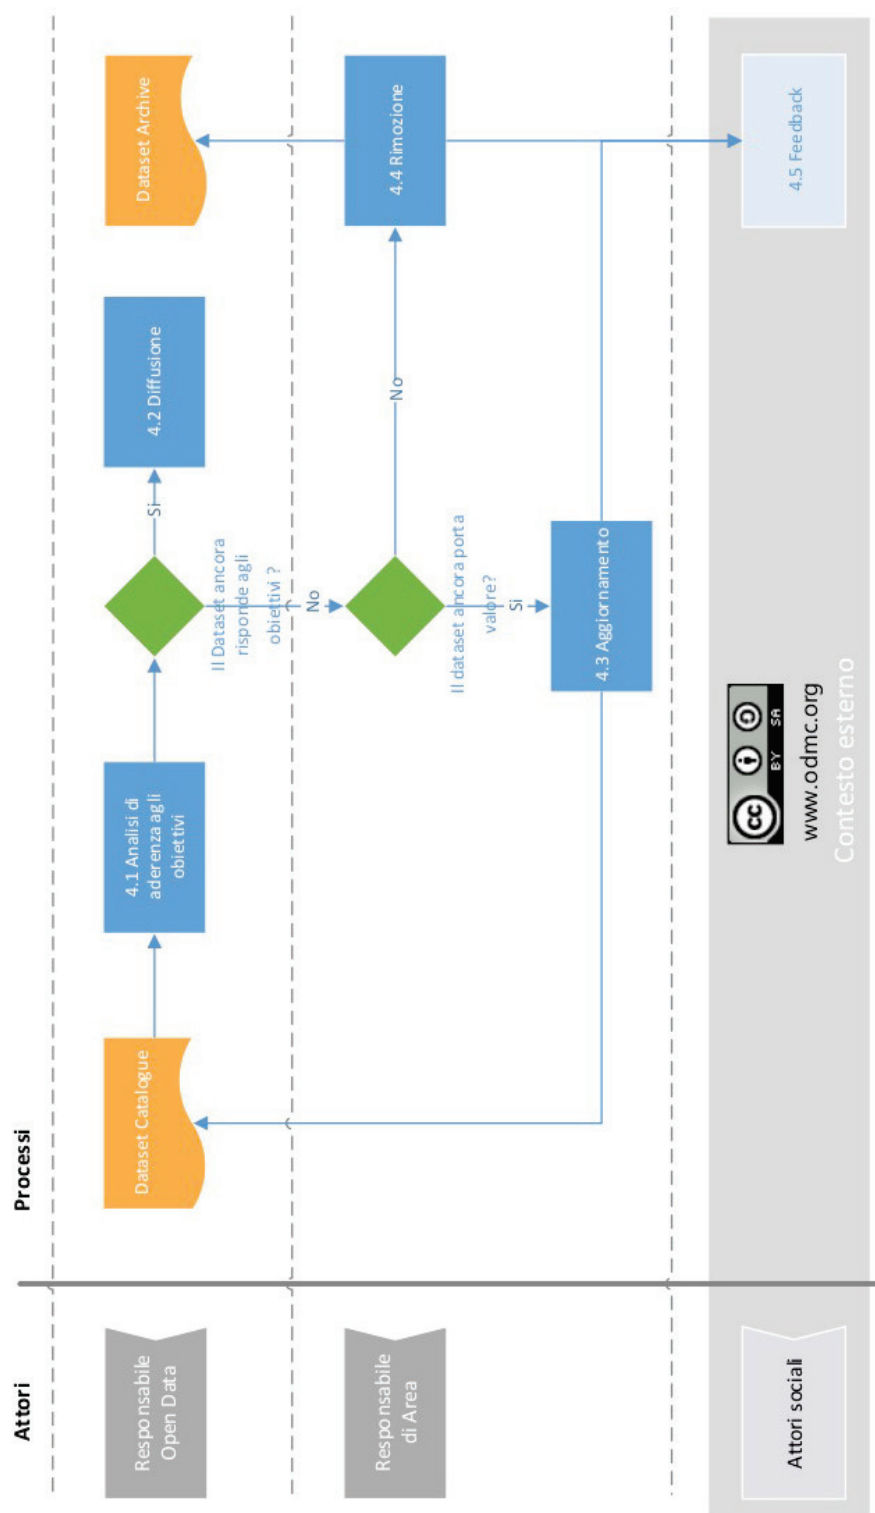 Attori
Processi
Responsabile
Open Data
Dataset Catalogue
4.1 Analisi di
aderenza agli
obiettivi
Si
4.2 Diffusione
Dataset Archive
Il Dataset ancora
risponde agli
obiettivi ?
No
Responsabile
di Area
No
4.4 Rimozione
Il dataset ancora porta
valore?
Si
4.3 Aggiornamento
Attori sociali
4.5 Feedback
cc
BY SA
www.odmc.org
Contesto esterno